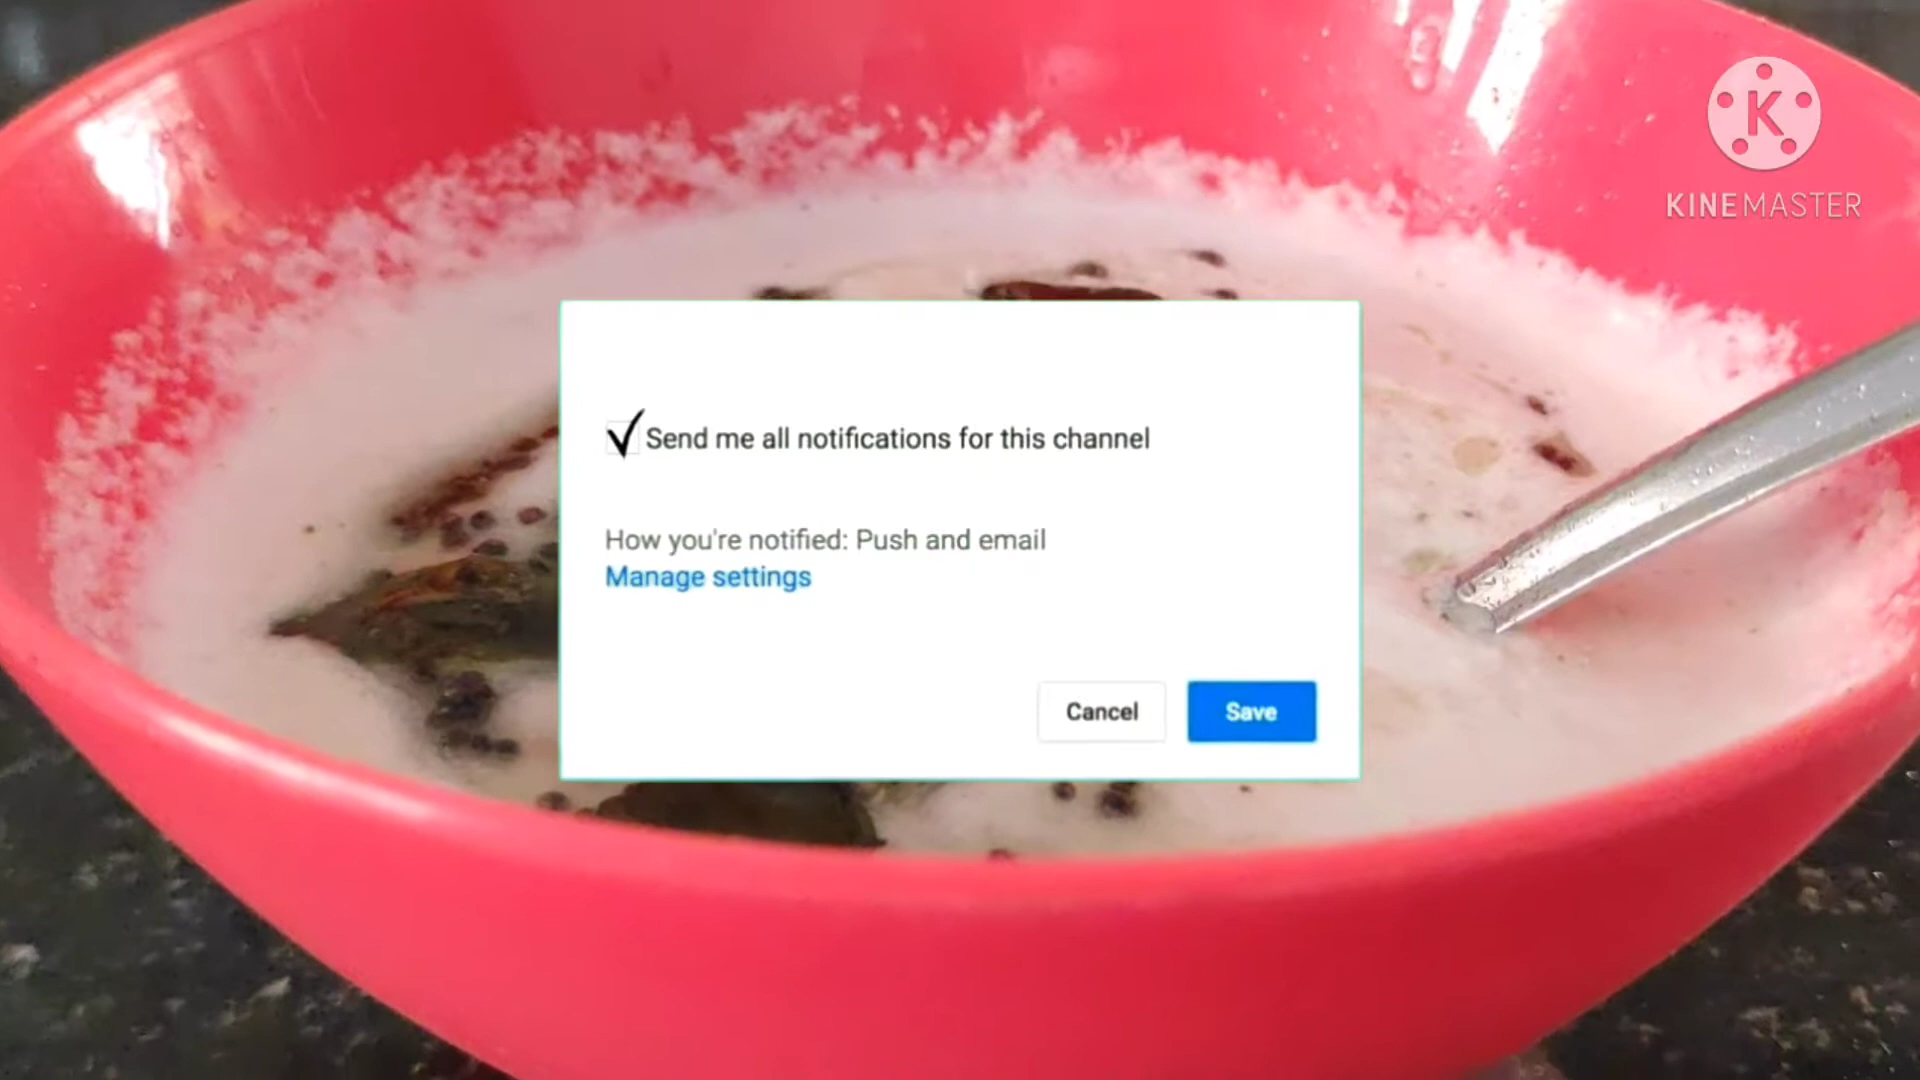 K
KINEMASTER
Send me all notifications for this channel
How you're notified: Push and email
Manage settings
Cancel
Save